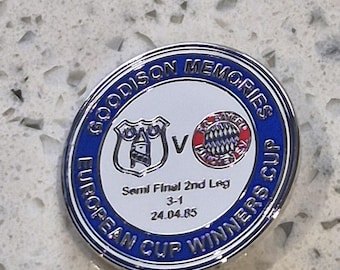 GOODISON MEMORIES
V
Semi Final 2nd Leg
3-1
24.04.85
EUROPEAN CUP WINNERS CUP